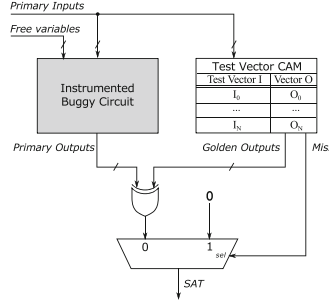 Primary Inputs
Free variables
Instrumented
Buggy Circuit
Test Vector CAM
Test Vector I Vector O
I0 O0
... ...
IN ON
Primary Outputs
Golden Outputs
Mis
0
0 1
sel
SAT